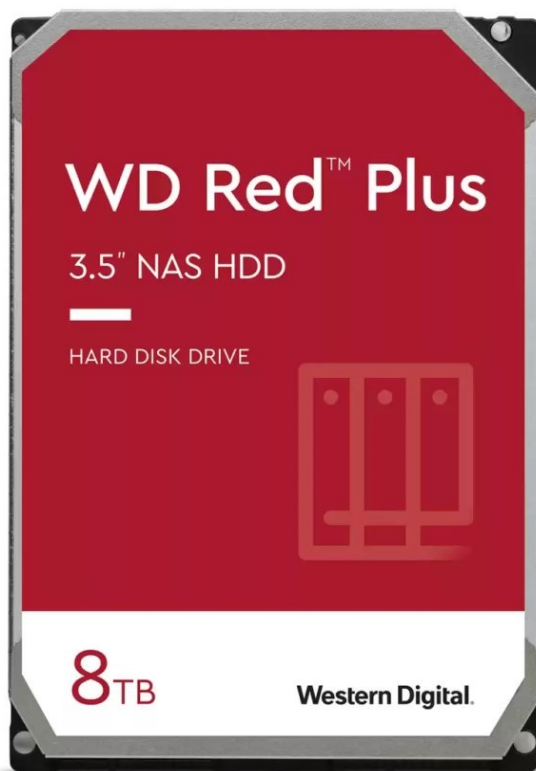 WD Red™ Plus
3.5" NAS HDD
HARD DISK DRIVE
8TB
Western Digital.